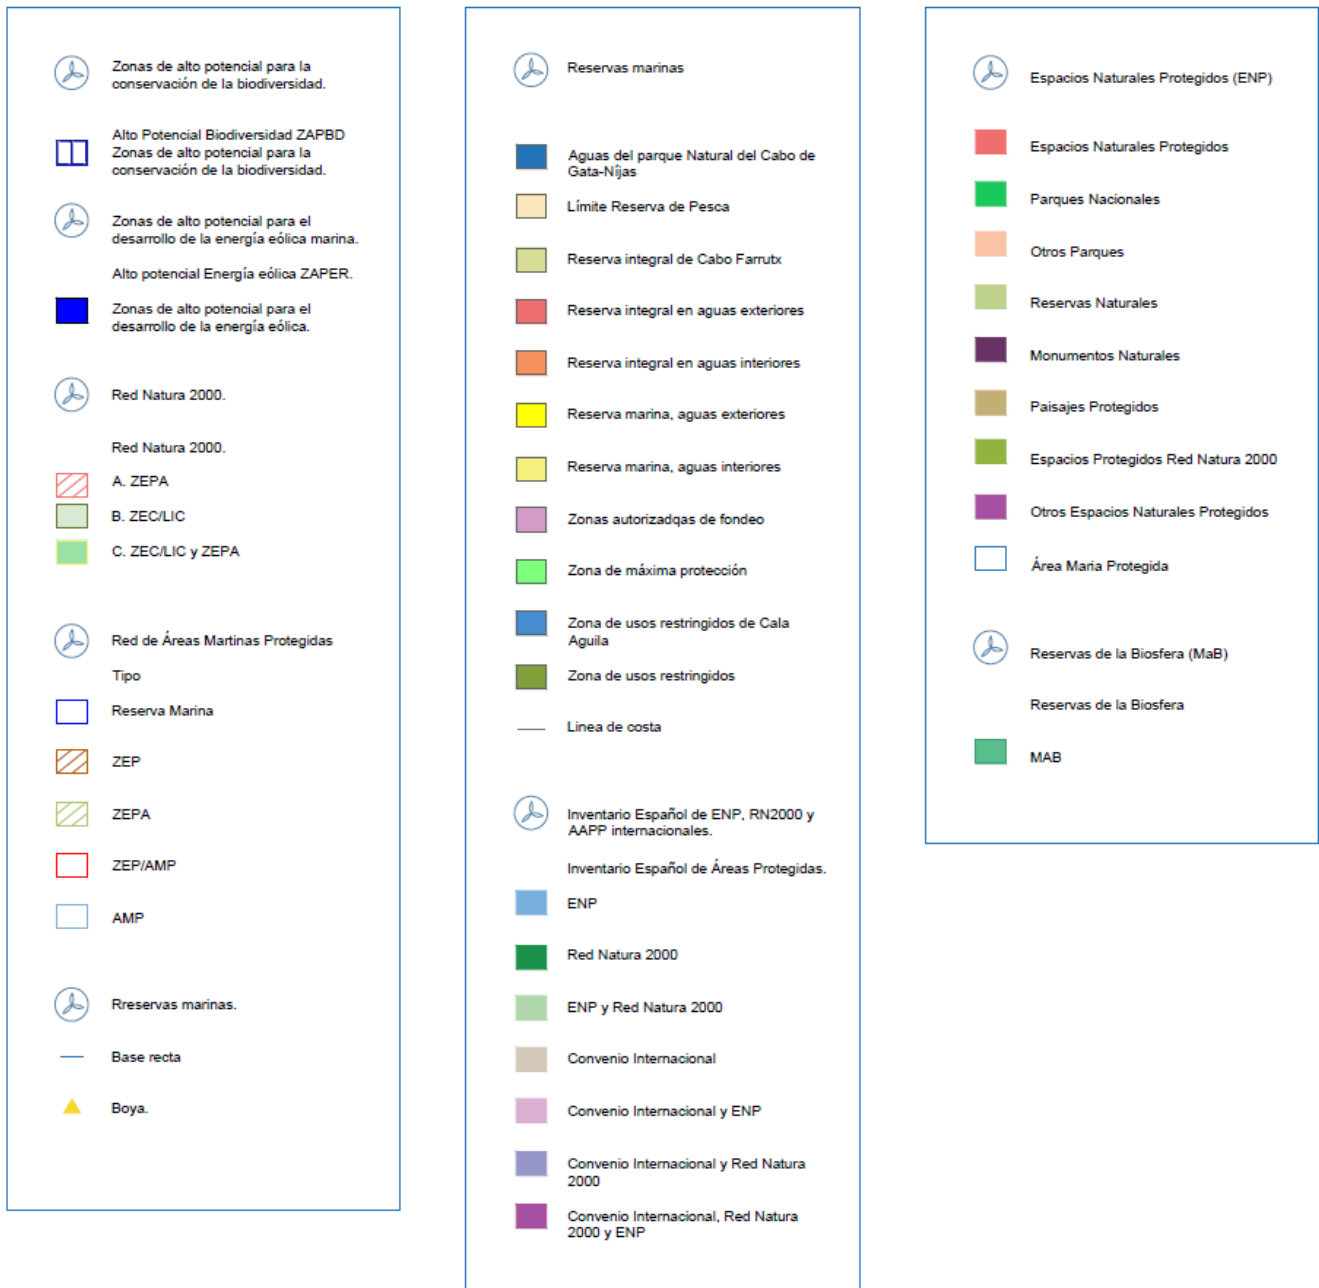 Zonas de alto potencial para la
conservación de la biodiversidad.
Alto Potencial Biodiversidad ZAPBD
Zonas de alto potencial para la
conservación de la biodiversidad.
Zonas de alto potencial para el
desarrollo de la energía eólica marina.
Alto potencial Energía eólica ZAPER.
Zonas de alto potencial para el
desarrollo de la energía eólica.
Red Natura 2000.
Red Natura 2000.
A. ZEPA
B. ZEC/LIC
C. ZEC/LIC y ZEPA
Red de Áreas Martinas Protegidas
Tipo
Reserva Marina
ZEP
ZEPA
ZEP/AMP
AMP
Rreservas marinas.
Base recta
Boya.
Reservas marinas
Aguas del parque Natural del Cabo de
Gata-Níjas
Límite Reserva de Pesca
Reserva integral de Cabo Farrutx
Reserva integral en aguas exteriores
Reserva integral en aguas interiores
Reserva marina, aguas exteriores
Reserva marina, aguas interiores
Zonas autorizadqas de fondeo
Zona de máxima protección
Zona de usos restringidos de Cala
Aguila
Zona de usos restringidos
Linea de costa
Inventario Español de ENP, RN2000 y
AAPP internacionales.
Inventario Español de Áreas Protegidas.
ENP
Red Natura 2000
ENP y Red Natura 2000
Convenio Internacional
Convenio Internacional y ENP
Convenio Internacional y Red Natura
2000
Convenio Internacional, Red Natura
2000 y ENP
Espacios Naturales Protegidos (ENP)
Espacios Naturales Protegidos
Parques Nacionales
Otros Parques
Reservas Naturales
Monumentos Naturales
Paisajes Protegidos
Espacios Protegidos Red Natura 2000
Otros Espacios Naturales Protegidos
Área Maria Protegida
Reservas de la Biosfera (MaB)
Reservas de la Biosfera
MAB